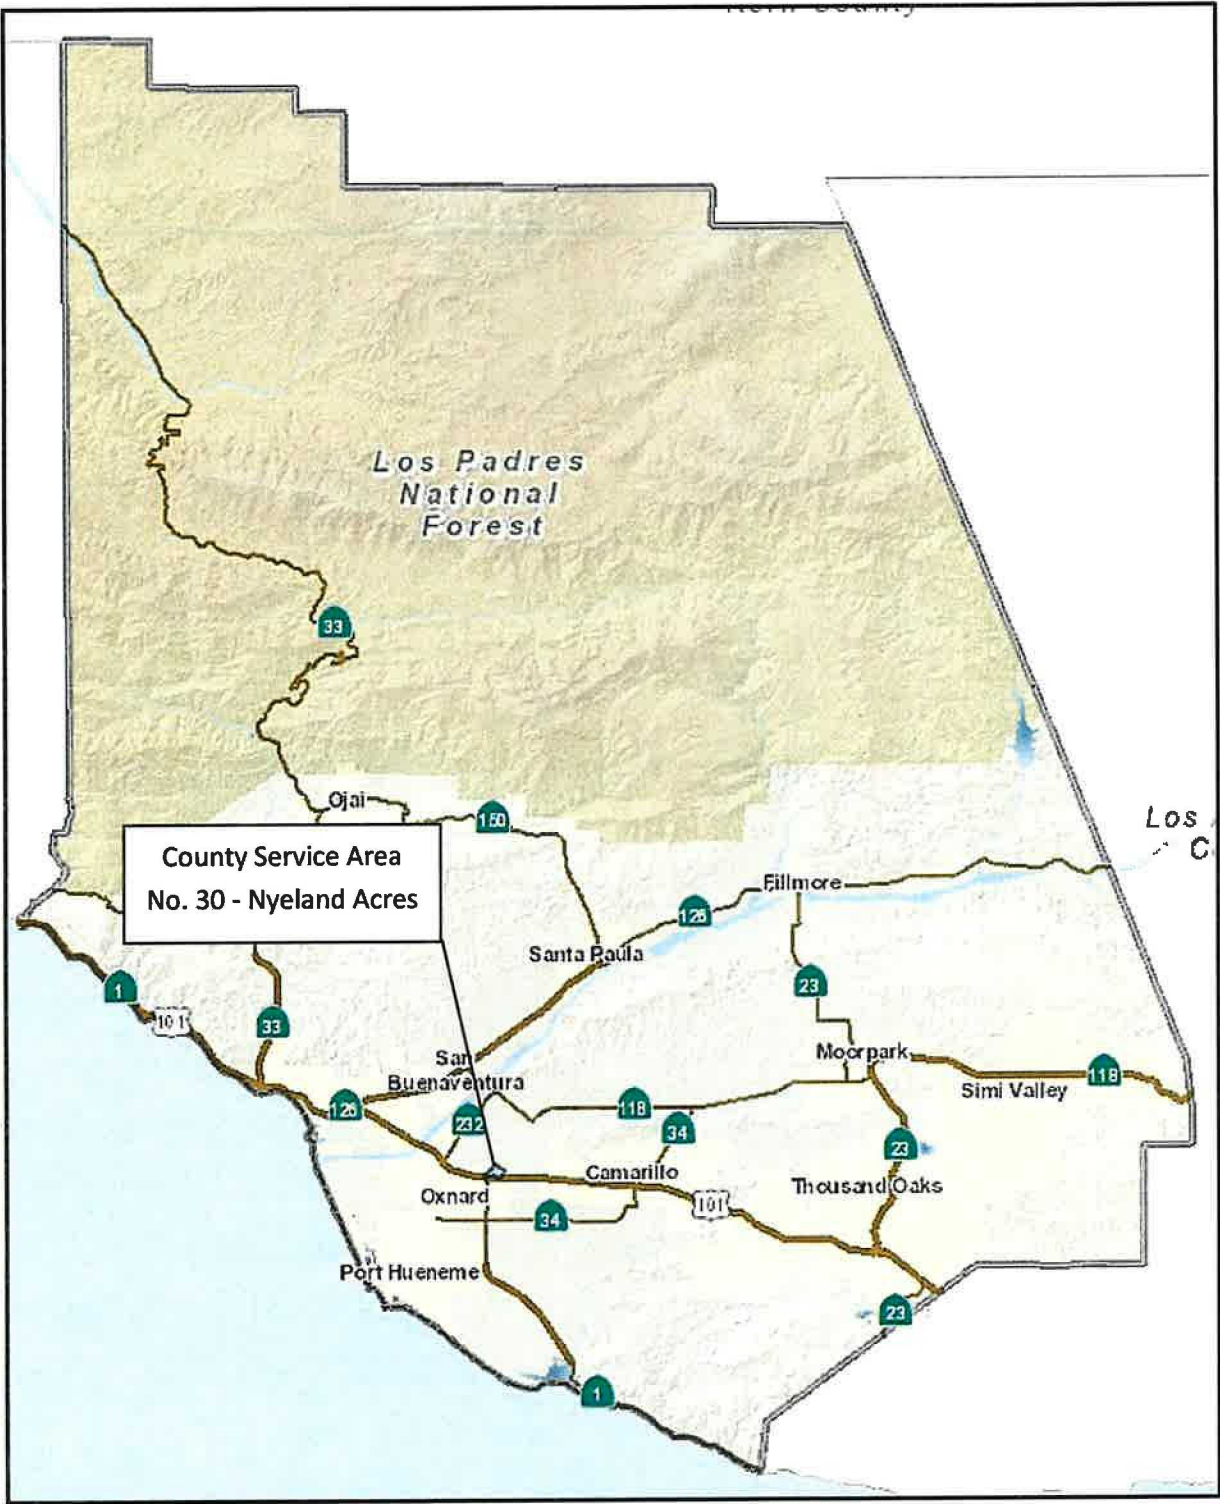 Kern County
Los Padres
National
Forest
33
Ojai
150
Los
C
County Service Area
No. 30 - Nyeland Acres
Fillmore
126
Santa Paula
1
101
33
23
San
Buenaventura
Moorpark
118
Simi Valley
126
232
118
34
23
Camarillo
Thousand Oaks
Oxnard
101
34
Port Hueneme
23
1